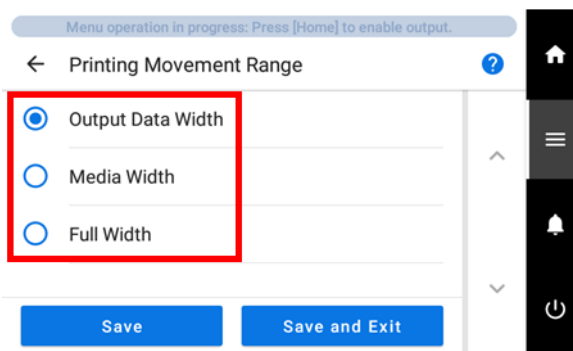 Menu operation in progress: Press [Home] to enable output.
Printing Movement Range
?
Output Data Width
Media Width
Full Width
Save
Save and Exit